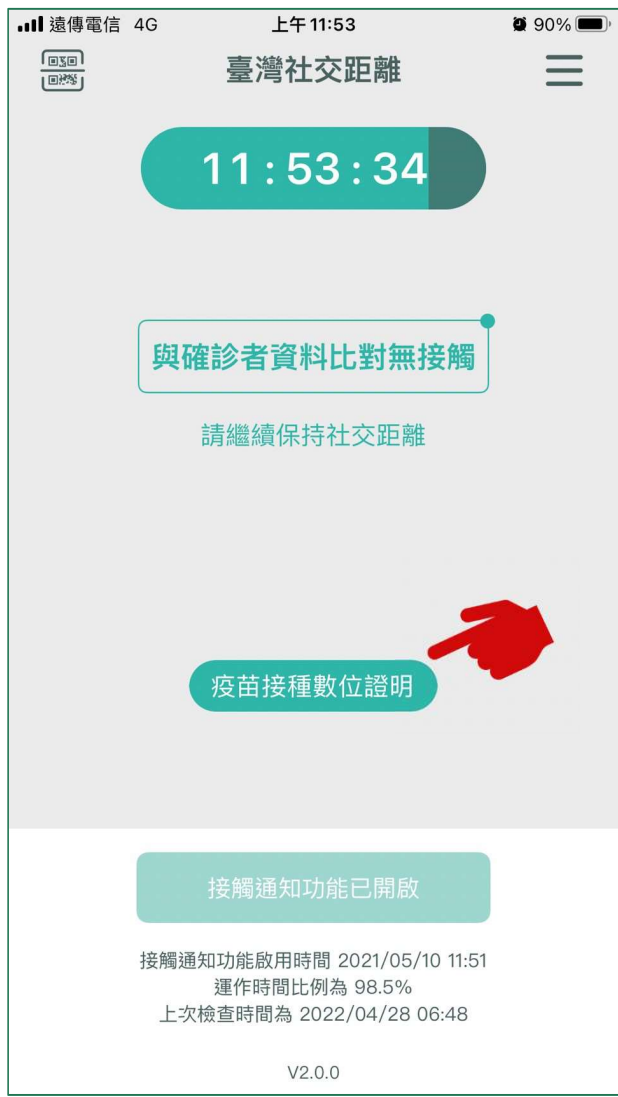 遠傳電信 4G 上午11:53 90%
臺灣社交距離
11:53:34
與確診者資料比對無接觸
請繼續保持社交距離
疫苗接種數位證明
接觸通知功能已開啟
接觸通知功能啟用時間 2021/05/10 11:51
運作時間比例為 98.5%
上次檢查時間為 2022/04/28 06:48
V2.0.0